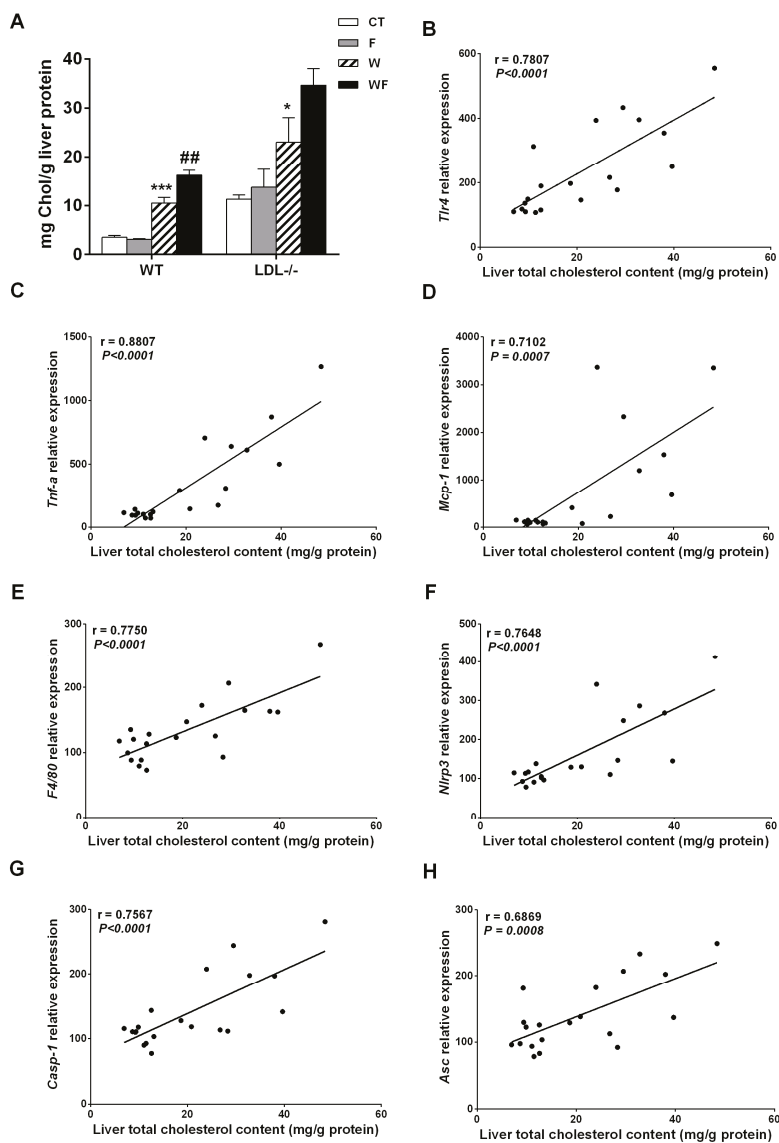 A
CT
F
W
WF
mg Chol/g liver protein
40
30
20
10
0
***
##
*
WT
LDL-/-
B
r = 0.7807
P<0.0001
Tlr4 relative expression
600
400
200
0
0 20 40 60
Liver total cholesterol content (mg/g protein)
C
r = 0.8807
P<0.0001
Tnf-a relative expression
1500
1000
500
0
0 20 40 60
Liver total cholesterol content (mg/g protein)
D
r = 0.7102
P = 0.0007
Mcp-1 relative expression
4000
3000
2000
1000
0
0 20 40 60
Liver total cholesterol content (mg/g protein)
E
r = 0.7750
P<0.0001
F4/80 relative expression
300
200
100
0
0 20 40 60
Liver total cholesterol content (mg/g protein)
F
r = 0.7648
P<0.0001
Nlrp3 relative expression
500
400
300
200
100
0
0 20 40 60
Liver total cholesterol content (mg/g protein)
G
r = 0.7567
P<0.0001
Casp-1 relative expression
300
200
100
0
0 20 40 60
Liver total cholesterol content (mg/g protein)
H
r = 0.6869
P = 0.0008
Asc relative expression
300
200
100
0
0 20 40 60
Liver total cholesterol content (mg/g protein)